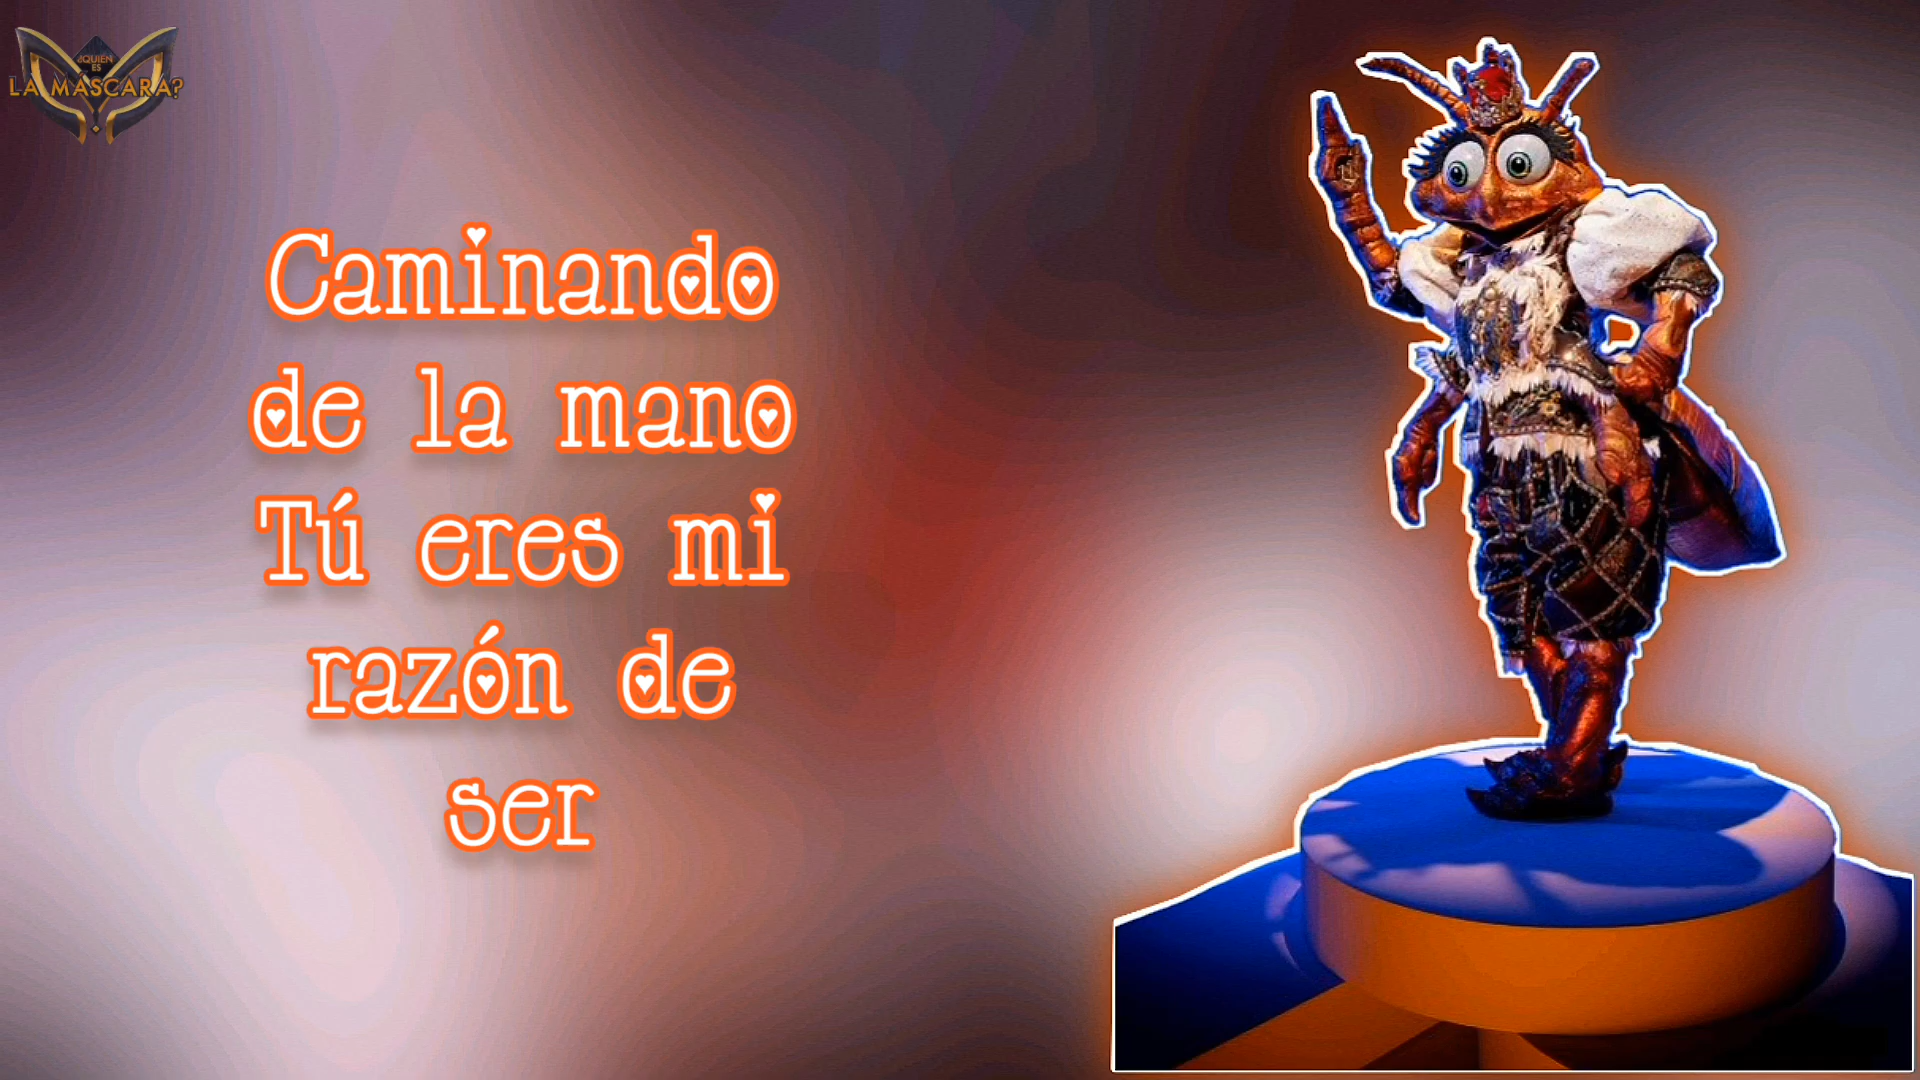 ¿QUIÉN
ES
LA MÁSCARA?
Caminando
de la mano
Tú eres mi
razón de
ser